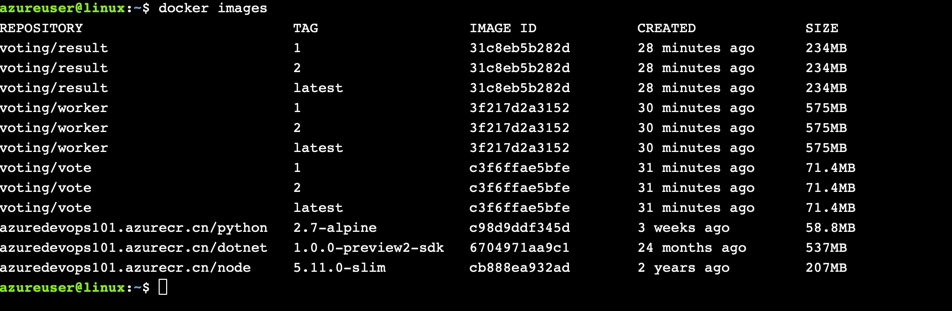 azureuser@linux:~$ docker images
REPOSITORY TAG IMAGE ID CREATED SIZE
voting/result 1 31c8eb5b282d 28 minutes ago 234MB
voting/result 2 31c8eb5b282d 28 minutes ago 234MB
voting/result latest 31c8eb5b282d 28 minutes ago 234MB
voting/worker 1 3f217d2a3152 30 minutes ago 575MB
voting/worker 2 3f217d2a3152 30 minutes ago 575MB
voting/worker latest 3f217d2a3152 30 minutes ago 575MB
voting/vote 1 c3f6ffae5bfe 31 minutes ago 71.4MB
voting/vote 2 c3f6ffae5bfe 31 minutes ago 71.4MB
voting/vote latest c3f6ffae5bfe 31 minutes ago 71.4MB
azuredevops101.azurecr.cn/python 2.7-alpine c98d9ddf345d 3 weeks ago 58.8MB
azuredevops101.azurecr.cn/dotnet 1.0.0-preview2-sdk 6704971aa9c1 24 months ago 537MB
azuredevops101.azurecr.cn/node 5.11.0-slim cb888ea932ad 2 years ago 207MB
azureuser@linux:~$